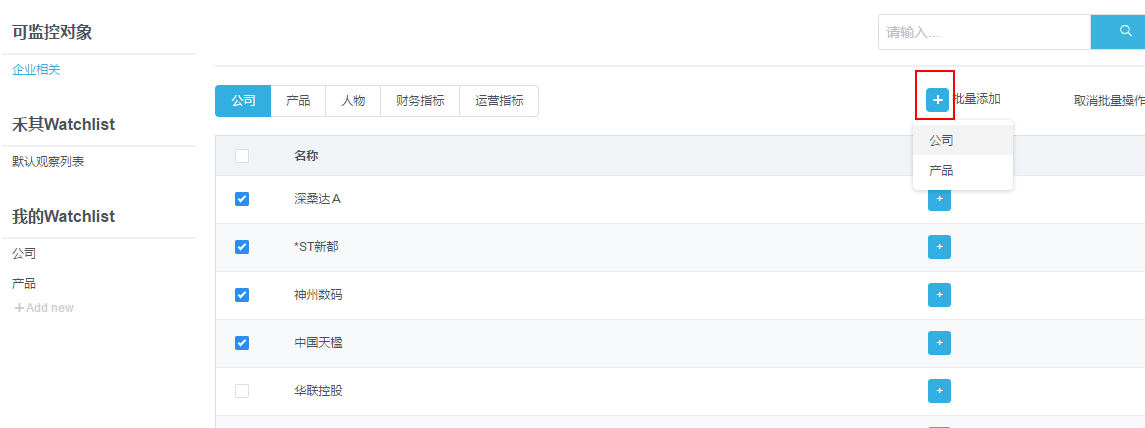 可监控对象
企业相关
禾其Watchlist
默认观察列表
我的Watchlist
公司
产品
+Add new
请输入...
公司 产品 人物 财务指标 运营指标
+ 批量添加 取消批量操作
公司
产品
名称
深桑达Ａ
+
*ST新都
+
神州数码
+
中国天楹
+
华联控股
+